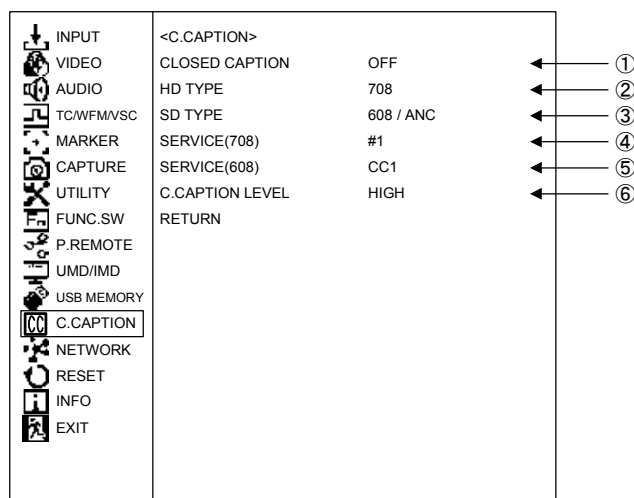 INPUT
VIDEO
AUDIO
TC/WFM/VSC
MARKER
CAPTURE
UTILITY
FUNC.SW
P.REMOTE
UMD/IMD
USB MEMORY
CC C.CAPTION
NETWORK
RESET
INFO
EXIT
<C.CAPTION>
CLOSED CAPTION OFF ①
HD TYPE 708 ②
SD TYPE 608 / ANC ③
SERVICE(708) #1 ④
SERVICE(608) CC1 ⑤
C.CAPTION LEVEL HIGH ⑥
RETURN